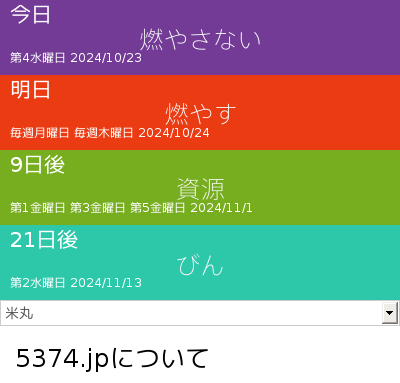 今日
燃やさない
第4水曜日 2024/10/23
明日
燃やす
毎週月曜日 毎週木曜日 2024/10/24
9日後
資源
第1金曜日 第3金曜日 第5金曜日 2024/11/1
21日後
びん
第2水曜日 2024/11/13
米丸
5374.jpについて